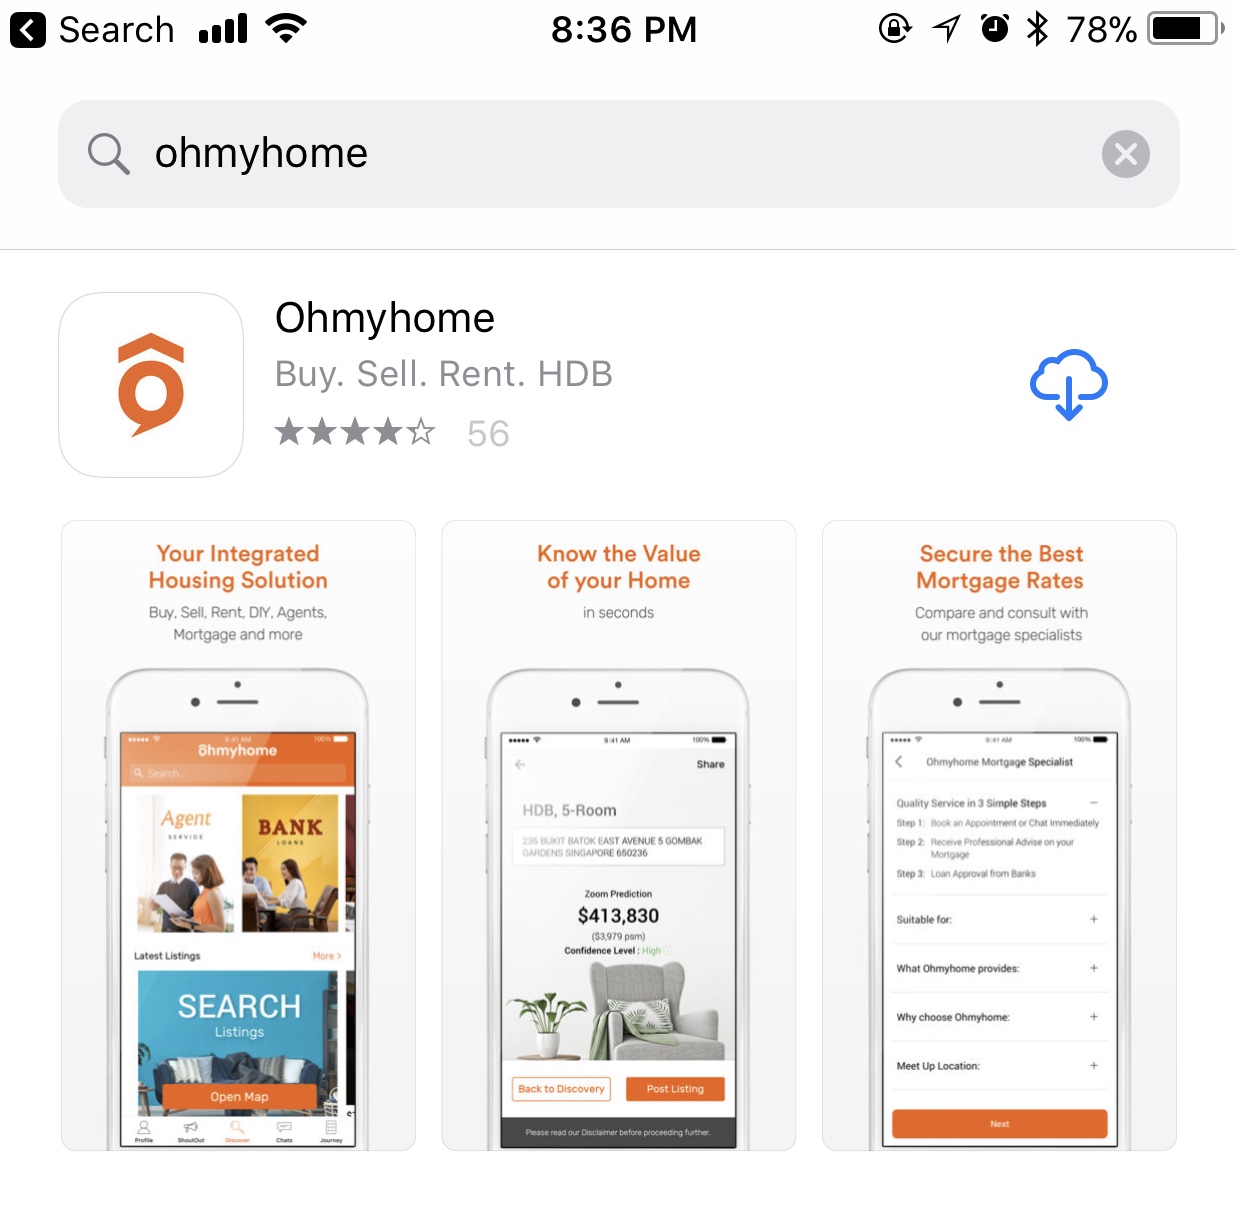 Search
8:36 PM
78%
ohmyhome
Ohmyhome
Buy. Sell. Rent. HDB
56
Your Integrated
Housing Solution
Buy, Sell, Rent, DIY, Agents,
Mortgage and more
9:41 AM
100%
ohmyhome
Search...
Agent
SERVICE
BANK
LOANS
Latest Listings
More >
SEARCH
Listings
Open Map
Profile
ShoutOut
Discover
Chats
Journey
Know the Value
of your Home
in seconds
9:41 AM
100%
Share
HDB, 5-Room
236 BUKIT BATOK EAST AVENUE 5 GOMBAK
GARDENS SINGAPORE 650236
Zoom Prediction
$413,830
($3,979 psm)
Confidence Level : High
Back to Discovery
Post Listing
Please read our Disclaimer before proceeding further.
Secure the Best
Mortgage Rates
Compare and consult with
our mortgage specialists
9:41 AM
100%
Ohmyhome Mortgage Specialist
Quality Service in 3 Simple Steps
Step 1: Book an Appointment or Chat Immediately
Step 2: Receive Professional Advise on your
Mortgage
Step 3: Loan Approval from Banks
Suitable for:
What Ohmyhome provides:
Why choose Ohmyhome:
Meet Up Location:
Next